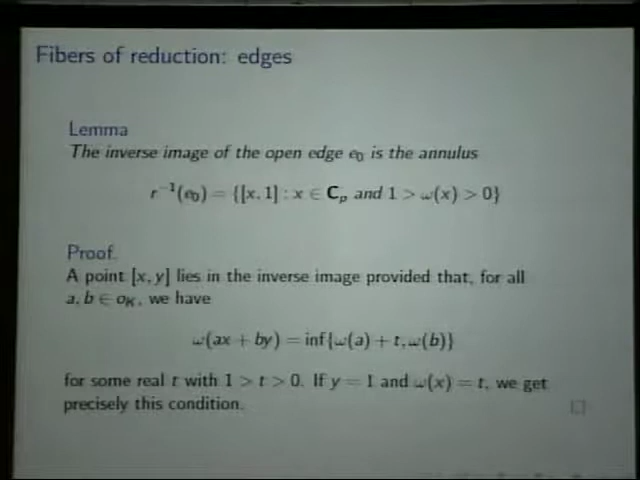 Fibers of reduction: edges
Lemma
The inverse image of the open edge e₀ is the annulus
r⁻¹(e₀) = {[x, 1] : x ∈ Cₚ and 1 > ω(x) > 0}
Proof.
A point [x, y] lies in the inverse image provided that, for all
a, b ∈ o_K, we have
ω(ax + by) = inf{ω(a) + t, ω(b)}
for some real t with 1 > t > 0. If y = 1 and ω(x) = t, we get
precisely this condition.